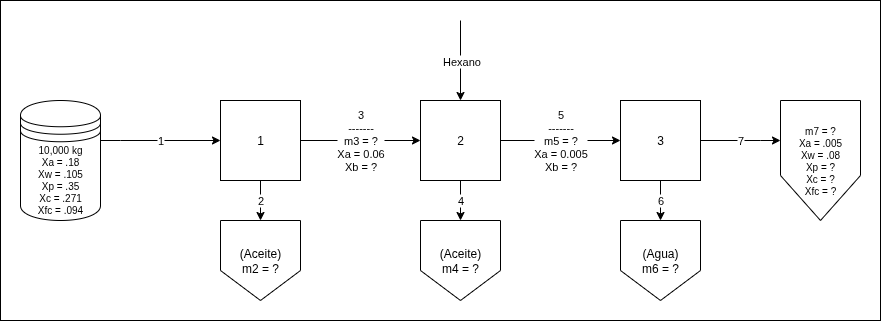 Hexano
10,000 kg
Xa = .18
Xw = .105
Xp = .35
Xc = .271
Xfc = .094
1
1
3
-------
m3 = ?
Xa = 0.06
Xb = ?
2
5
-------
m5 = ?
Xa = 0.005
Xb = ?
3
7
m7 = ?
Xa = .005
Xw = .08
Xp = ?
Xc = ?
Xfc = ?
2
4
6
(Aceite)
m2 = ?
(Aceite)
m4 = ?
(Agua)
m6 = ?